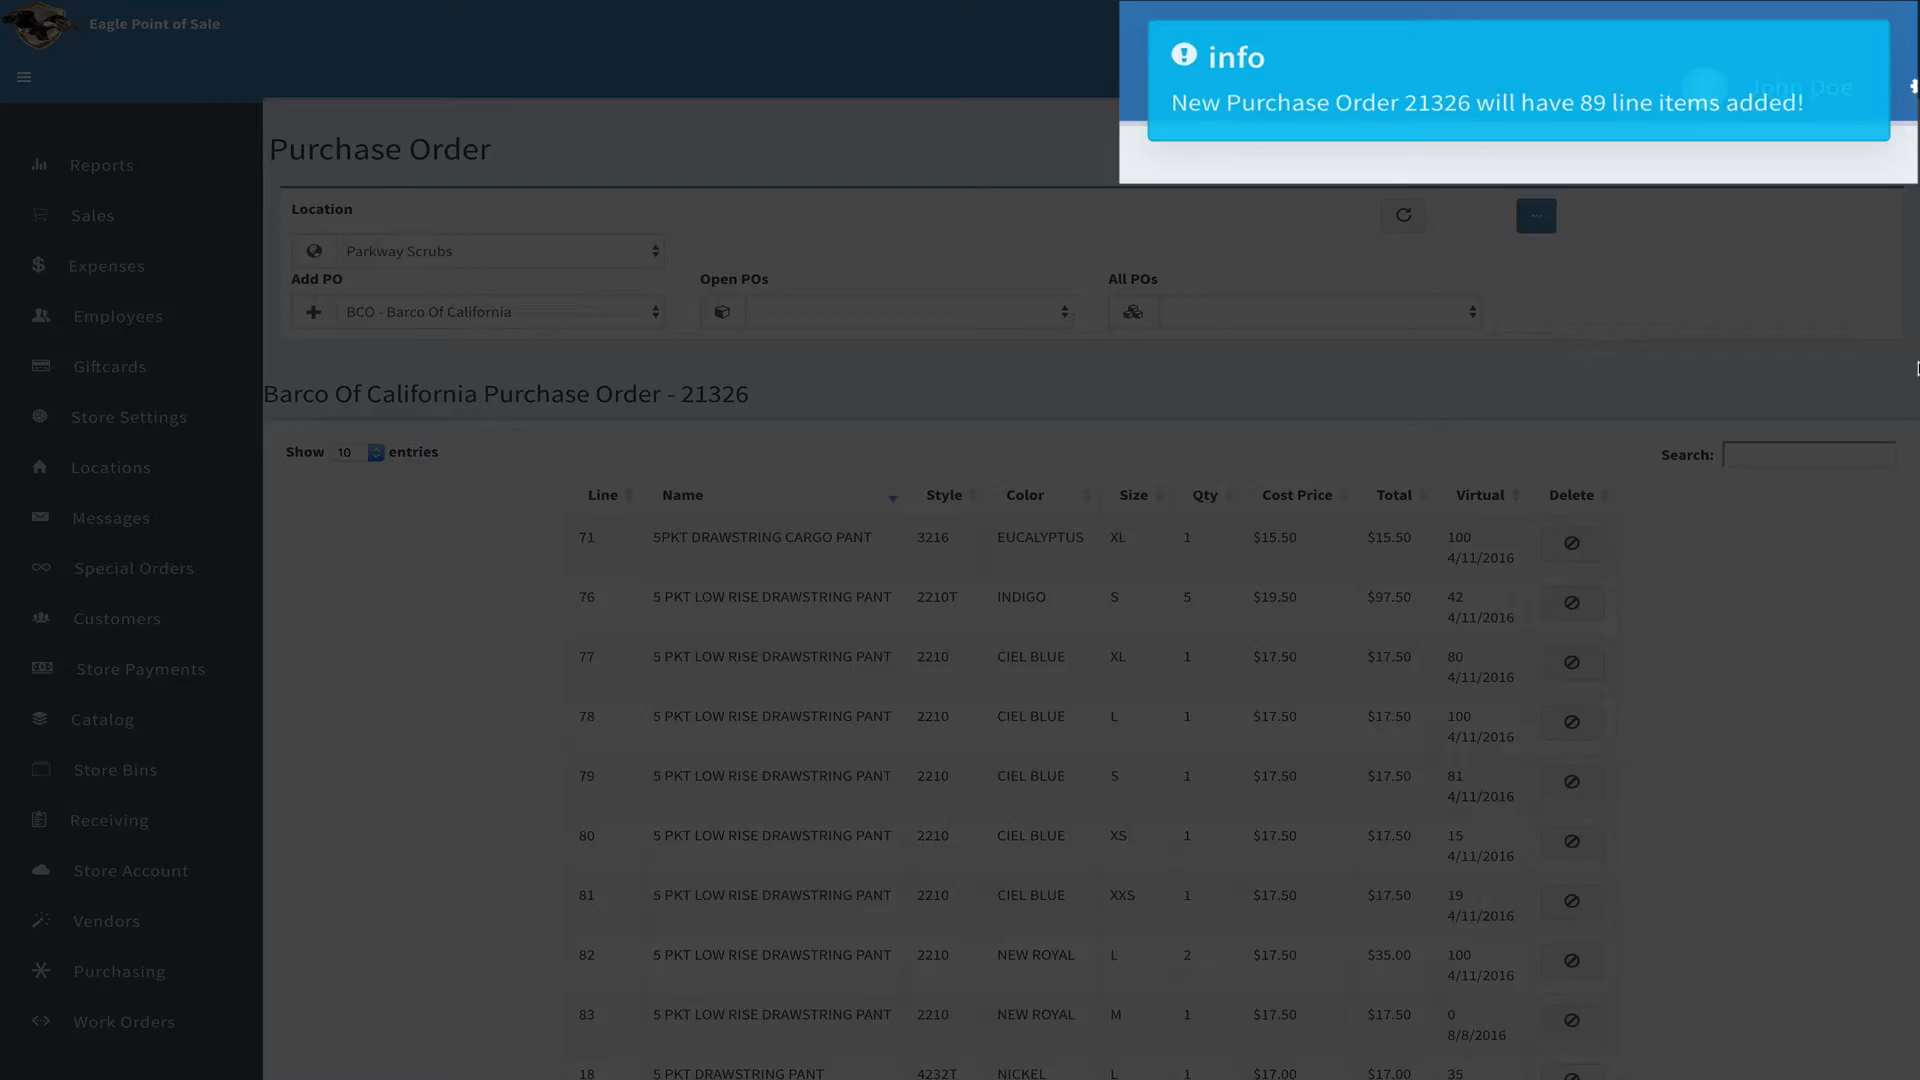 Eagle Point of Sale
info
New Purchase Order 21326 will have 89 line items added!
John Doe
Reports
Sales
Expenses
Employees
Giftcards
Store Settings
Locations
Messages
Special Orders
Customers
Store Payments
Catalog
Store Bins
Receiving
Store Account
Vendors
Purchasing
Work Orders
Purchase Order
Location
Parkway Scrubs
Add PO
Open POs
All POs
BCO - Barco Of California
Barco Of California Purchase Order - 21326
Show 10 entries
Search:
Line Name Style Color Size Qty Cost Price Total Virtual Delete
71 5PKT DRAWSTRING CARGO PANT 3216 EUCALYPTUS XL 1 $15.50 $15.50 100
4/11/2016
76 5 PKT LOW RISE DRAWSTRING PANT 2210T INDIGO S 5 $19.50 $97.50 42
4/11/2016
77 5 PKT LOW RISE DRAWSTRING PANT 2210 CIEL BLUE XL 1 $17.50 $17.50 80
4/11/2016
78 5 PKT LOW RISE DRAWSTRING PANT 2210 CIEL BLUE L 1 $17.50 $17.50 100
4/11/2016
79 5 PKT LOW RISE DRAWSTRING PANT 2210 CIEL BLUE S 1 $17.50 $17.50 81
4/11/2016
80 5 PKT LOW RISE DRAWSTRING PANT 2210 CIEL BLUE XS 1 $17.50 $17.50 15
4/11/2016
81 5 PKT LOW RISE DRAWSTRING PANT 2210 CIEL BLUE XXS 1 $17.50 $17.50 19
4/11/2016
82 5 PKT LOW RISE DRAWSTRING PANT 2210 NEW ROYAL L 2 $17.50 $35.00 100
4/11/2016
83 5 PKT LOW RISE DRAWSTRING PANT 2210 NEW ROYAL M 1 $17.50 $17.50 0
8/8/2016
18 5 PKT DRAWSTRING PANT 4232T NICKEL L 1 $17.00 $17.00 35